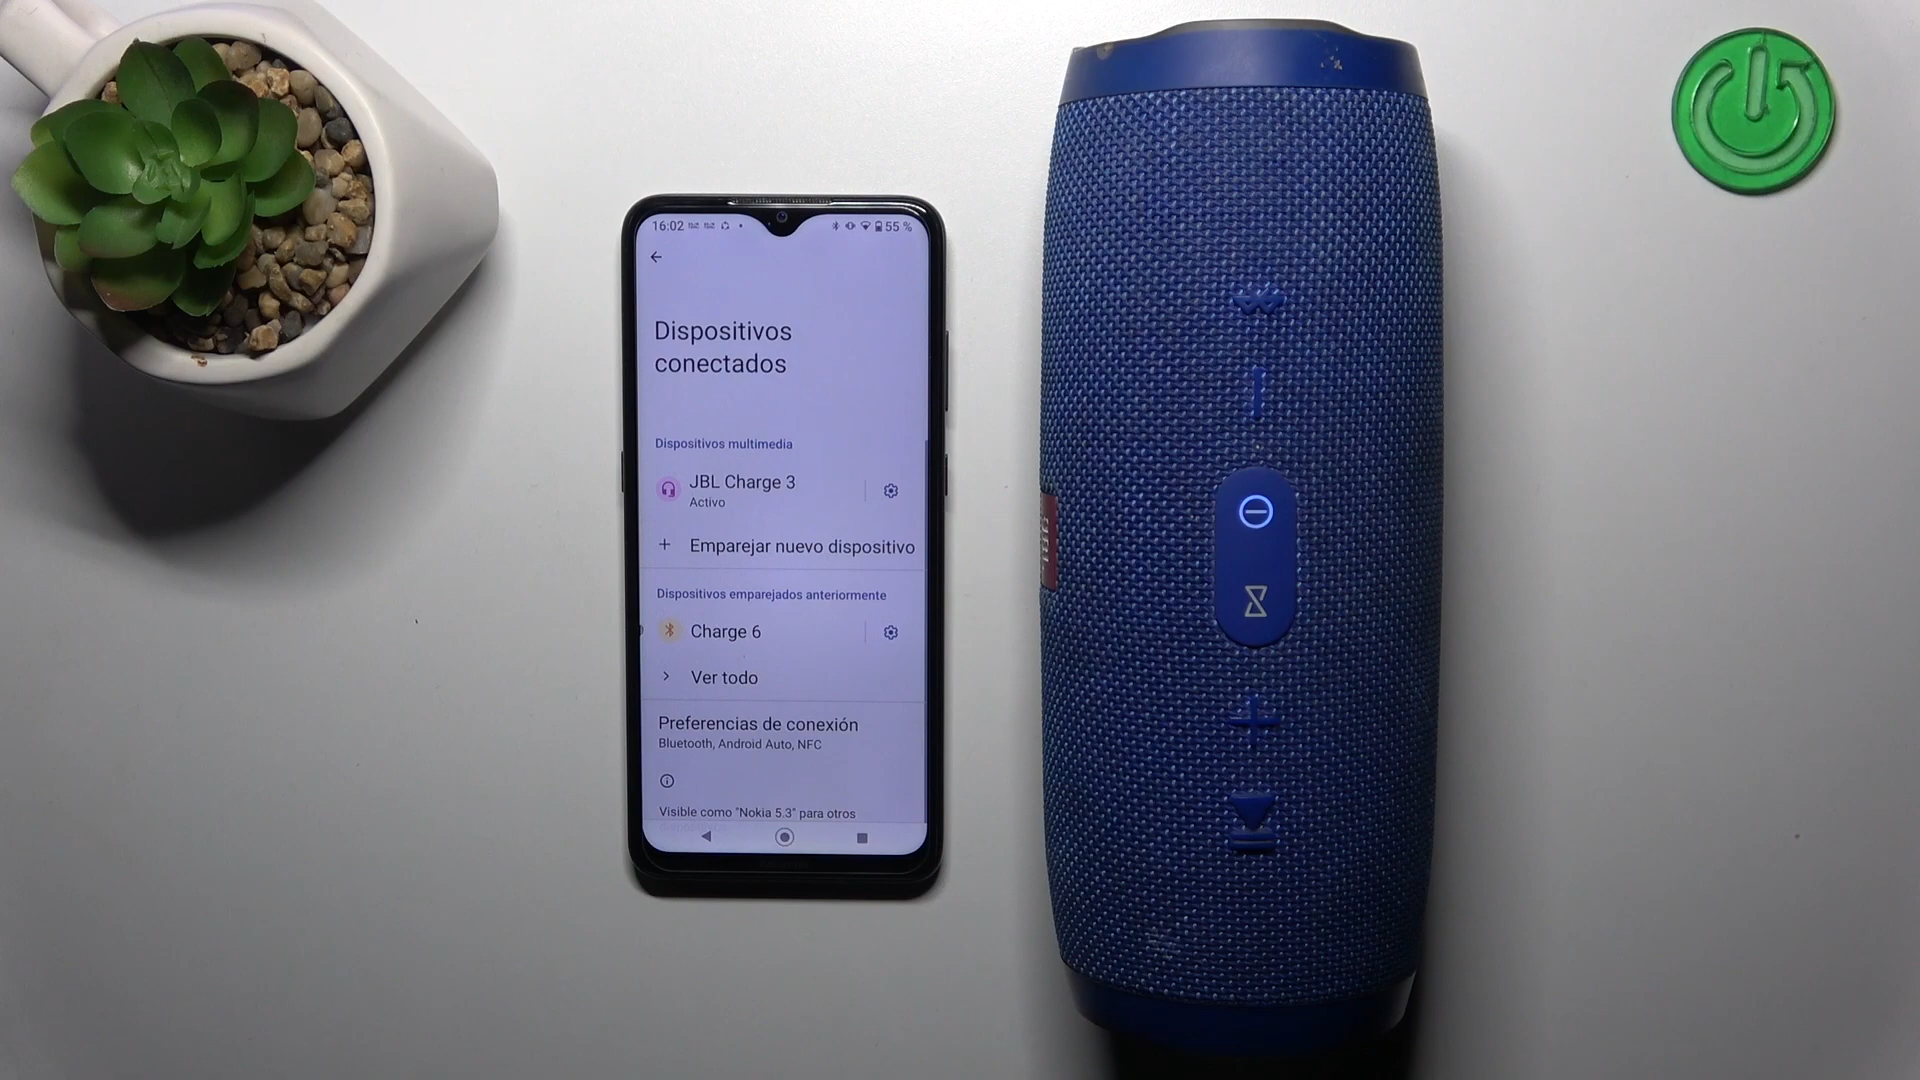 16:02
55 %
Dispositivos
conectados
Dispositivos multimedia
JBL Charge 3
Activo
Emparejar nuevo dispositivo
Dispositivos emparejados anteriormente
Charge 6
Ver todo
Preferencias de conexión
Bluetooth, Android Auto, NFC
Visible como "Nokia 5.3" para otros
JBL